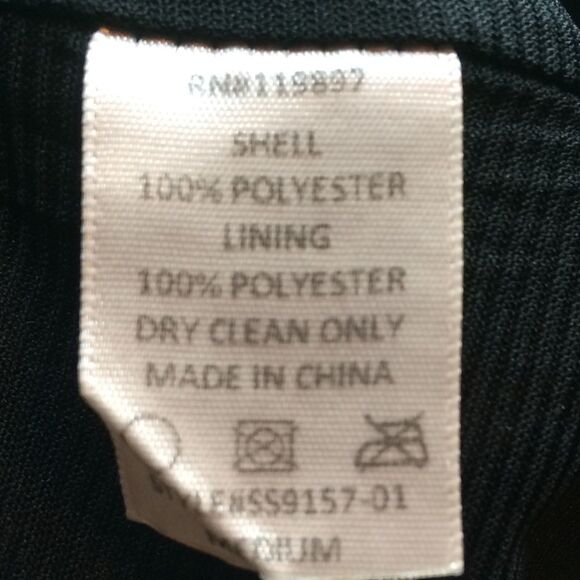 RN#119897
SHELL
100% POLYESTER
LINING
100% POLYESTER
DRY CLEAN ONLY
MADE IN CHINA
STYLE#SS9157-01
MEDIUM